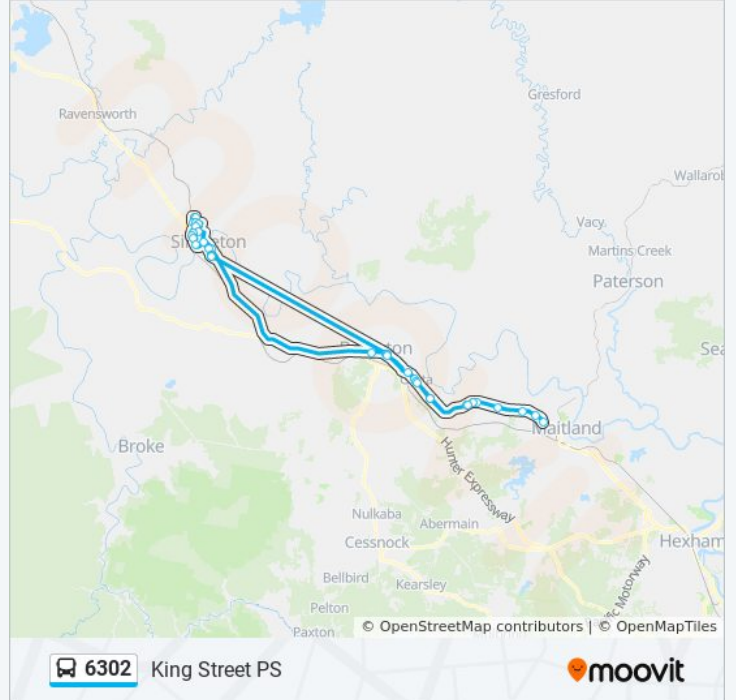 Gresford
Ravensworth
Wallarob
Vacy
Martins Creek
Paterson
Maitland
Broke
Hunter Expressway
Nulkaba
Abermain
Cessnock
Hexham
Bellbird
Kearsley
Pelton
Paxton
© OpenStreetMap contributors | © OpenMapTiles
6302 King Street PS
moovit